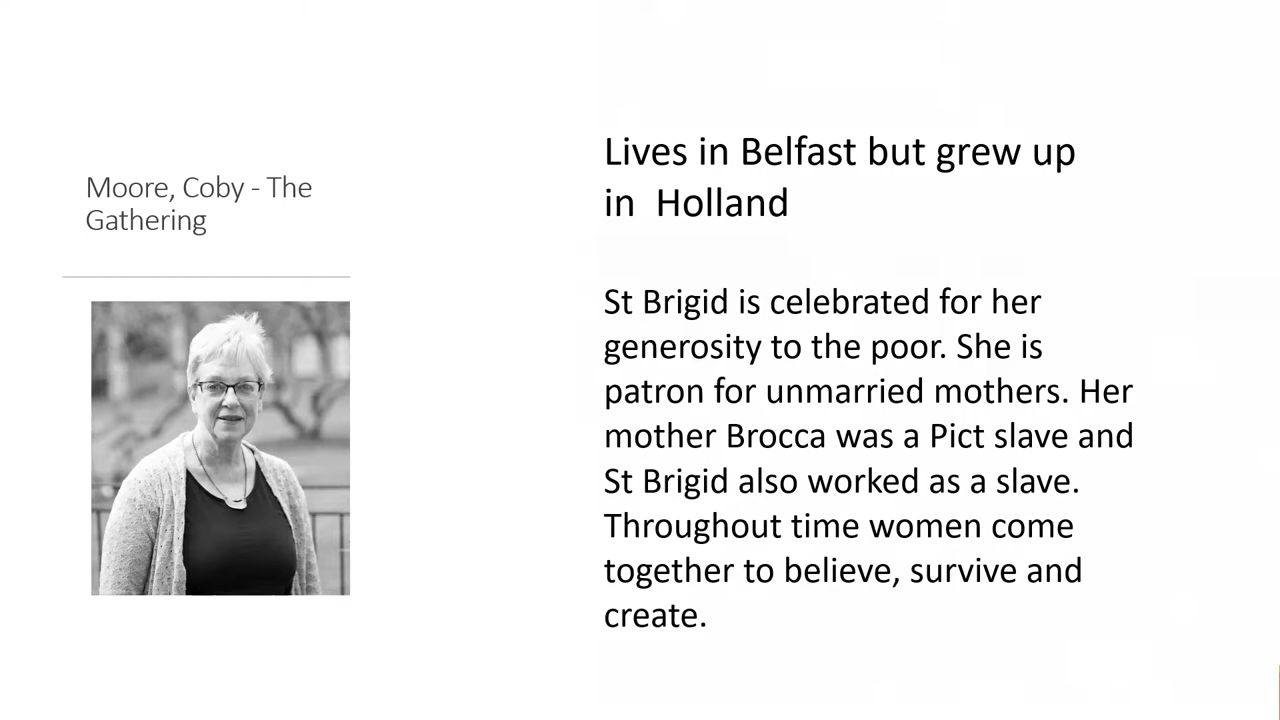 Moore, Coby - The
Gathering
Lives in Belfast but grew up
in  Holland
St Brigid is celebrated for her
generosity to the poor. She is
patron for unmarried mothers. Her
mother Brocca was a Pict slave and
St Brigid also worked as a slave.
Throughout time women come
together to believe, survive and
create.